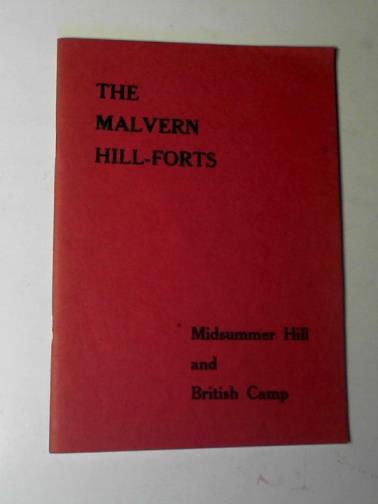 THE
MALVERN
HILL-FORTS
Midsummer Hill
and
British Camp